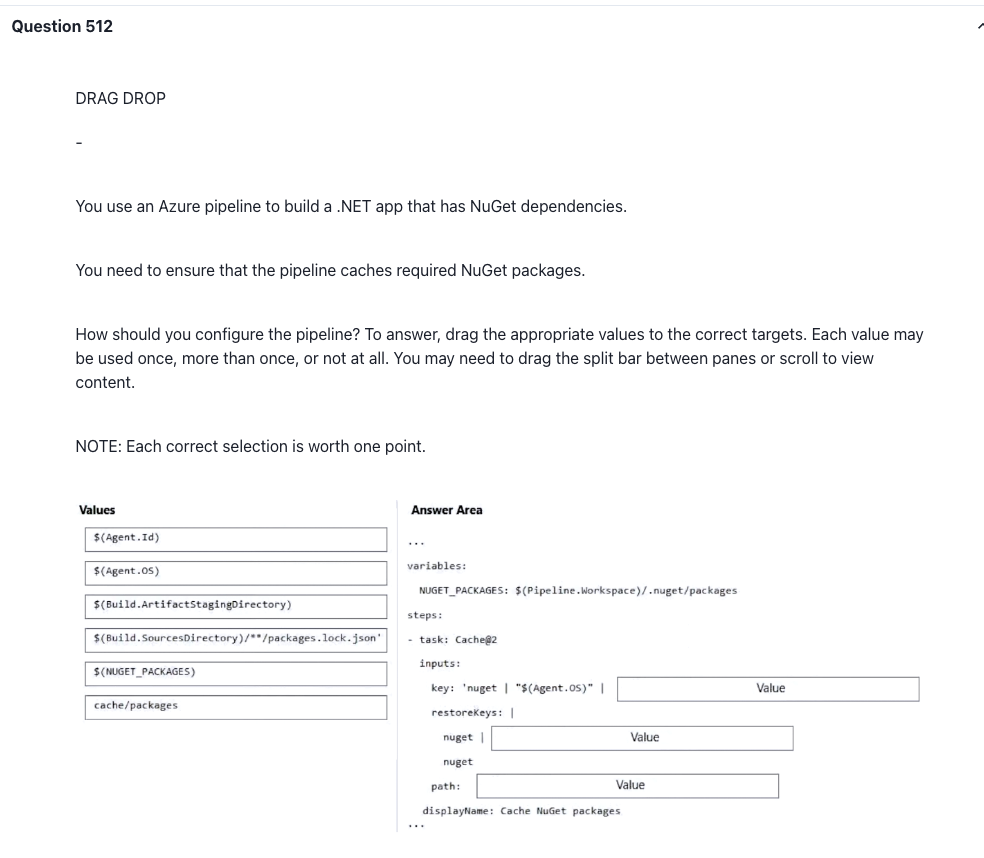 Question 512
DRAG DROP
-
You use an Azure pipeline to build a .NET app that has NuGet dependencies.
You need to ensure that the pipeline caches required NuGet packages.
How should you configure the pipeline? To answer, drag the appropriate values to the correct targets. Each value may
be used once, more than once, or not at all. You may need to drag the split bar between panes or scroll to view
content.
NOTE: Each correct selection is worth one point.
Values
$(Agent.Id)
$(Agent.OS)
$(Build.ArtifactStagingDirectory)
$(Build.SourcesDirectory)/**/packages.lock.json'
$(NUGET_PACKAGES)
cache/packages
Answer Area
...
variables:
NUGET_PACKAGES: $(Pipeline.Workspace)/.nuget/packages
steps:
- task: Cache@2
inputs:
key: 'nuget | "$(Agent.OS)" | Value
restoreKeys: |
nuget | Value
nuget
path: Value
displayName: Cache NuGet packages
...